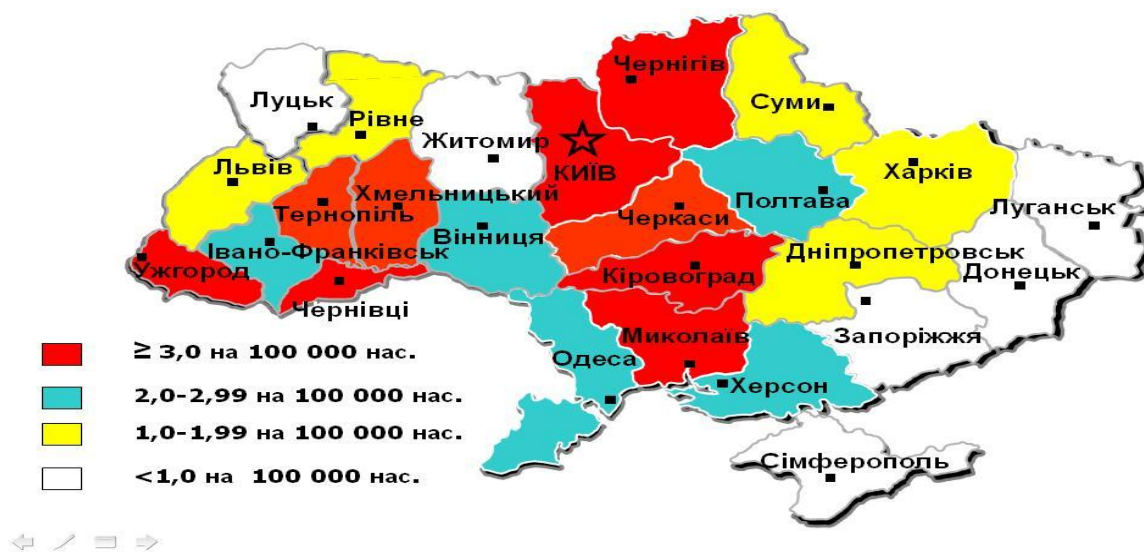 Чернігів
Суми
Луцьк
Рівне
Житомир
КИЇВ
Львів
Харків
Хмельницький
Тернопіль
Черкаси
Полтава
Луганськ
Вінниця
Івано-Франківськ
Дніпропетровськ
Ужгород
Кіровоград
Донецьк
Чернівці
Миколаїв
Запоріжжя
Одеса
Херсон
Сімферополь
≥ 3,0 на 100 000 нас.
2,0-2,99 на 100 000 нас.
1,0-1,99 на 100 000 нас.
<1,0 на 100 000 нас.